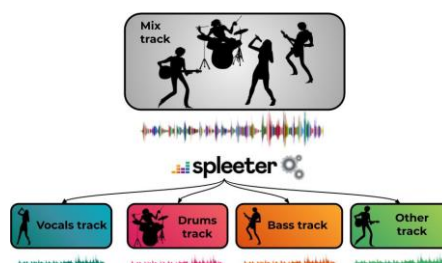 Mix
track
spleeter
Vocals track
Drums
track
Bass track
Other
track